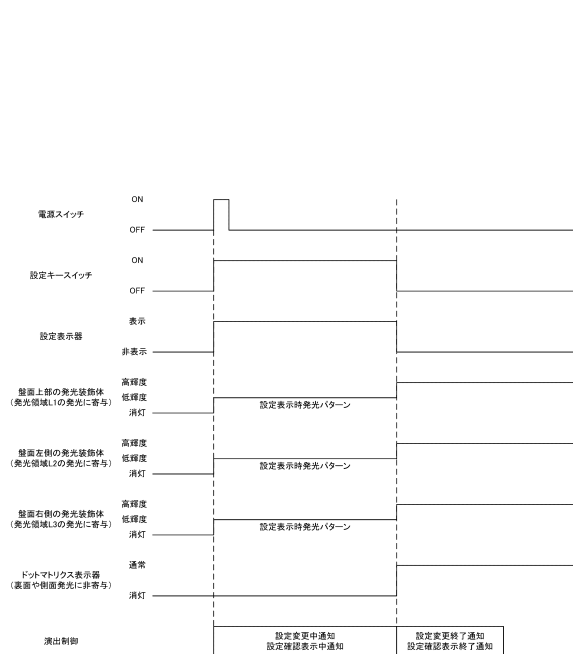 ON
電源スイッチ
OFF
ON
設定キースイッチ
OFF
表示
設定表示器
非表示
盤面上部の発光装飾体
(発光領域L1の発光に寄与)
高輝度
低輝度
消灯
設定表示時発光パターン
盤面左側の発光装飾体
(発光領域L2の発光に寄与)
高輝度
低輝度
消灯
設定表示時発光パターン
盤面右側の発光装飾体
(発光領域L3の発光に寄与)
高輝度
低輝度
消灯
設定表示時発光パターン
通常
ドットマトリクス表示器
(裏面や側面発光に非寄与)
消灯
演出制御
設定変更中通知
設定確認表示中通知
設定変更終了通知
設定確認表示終了通知